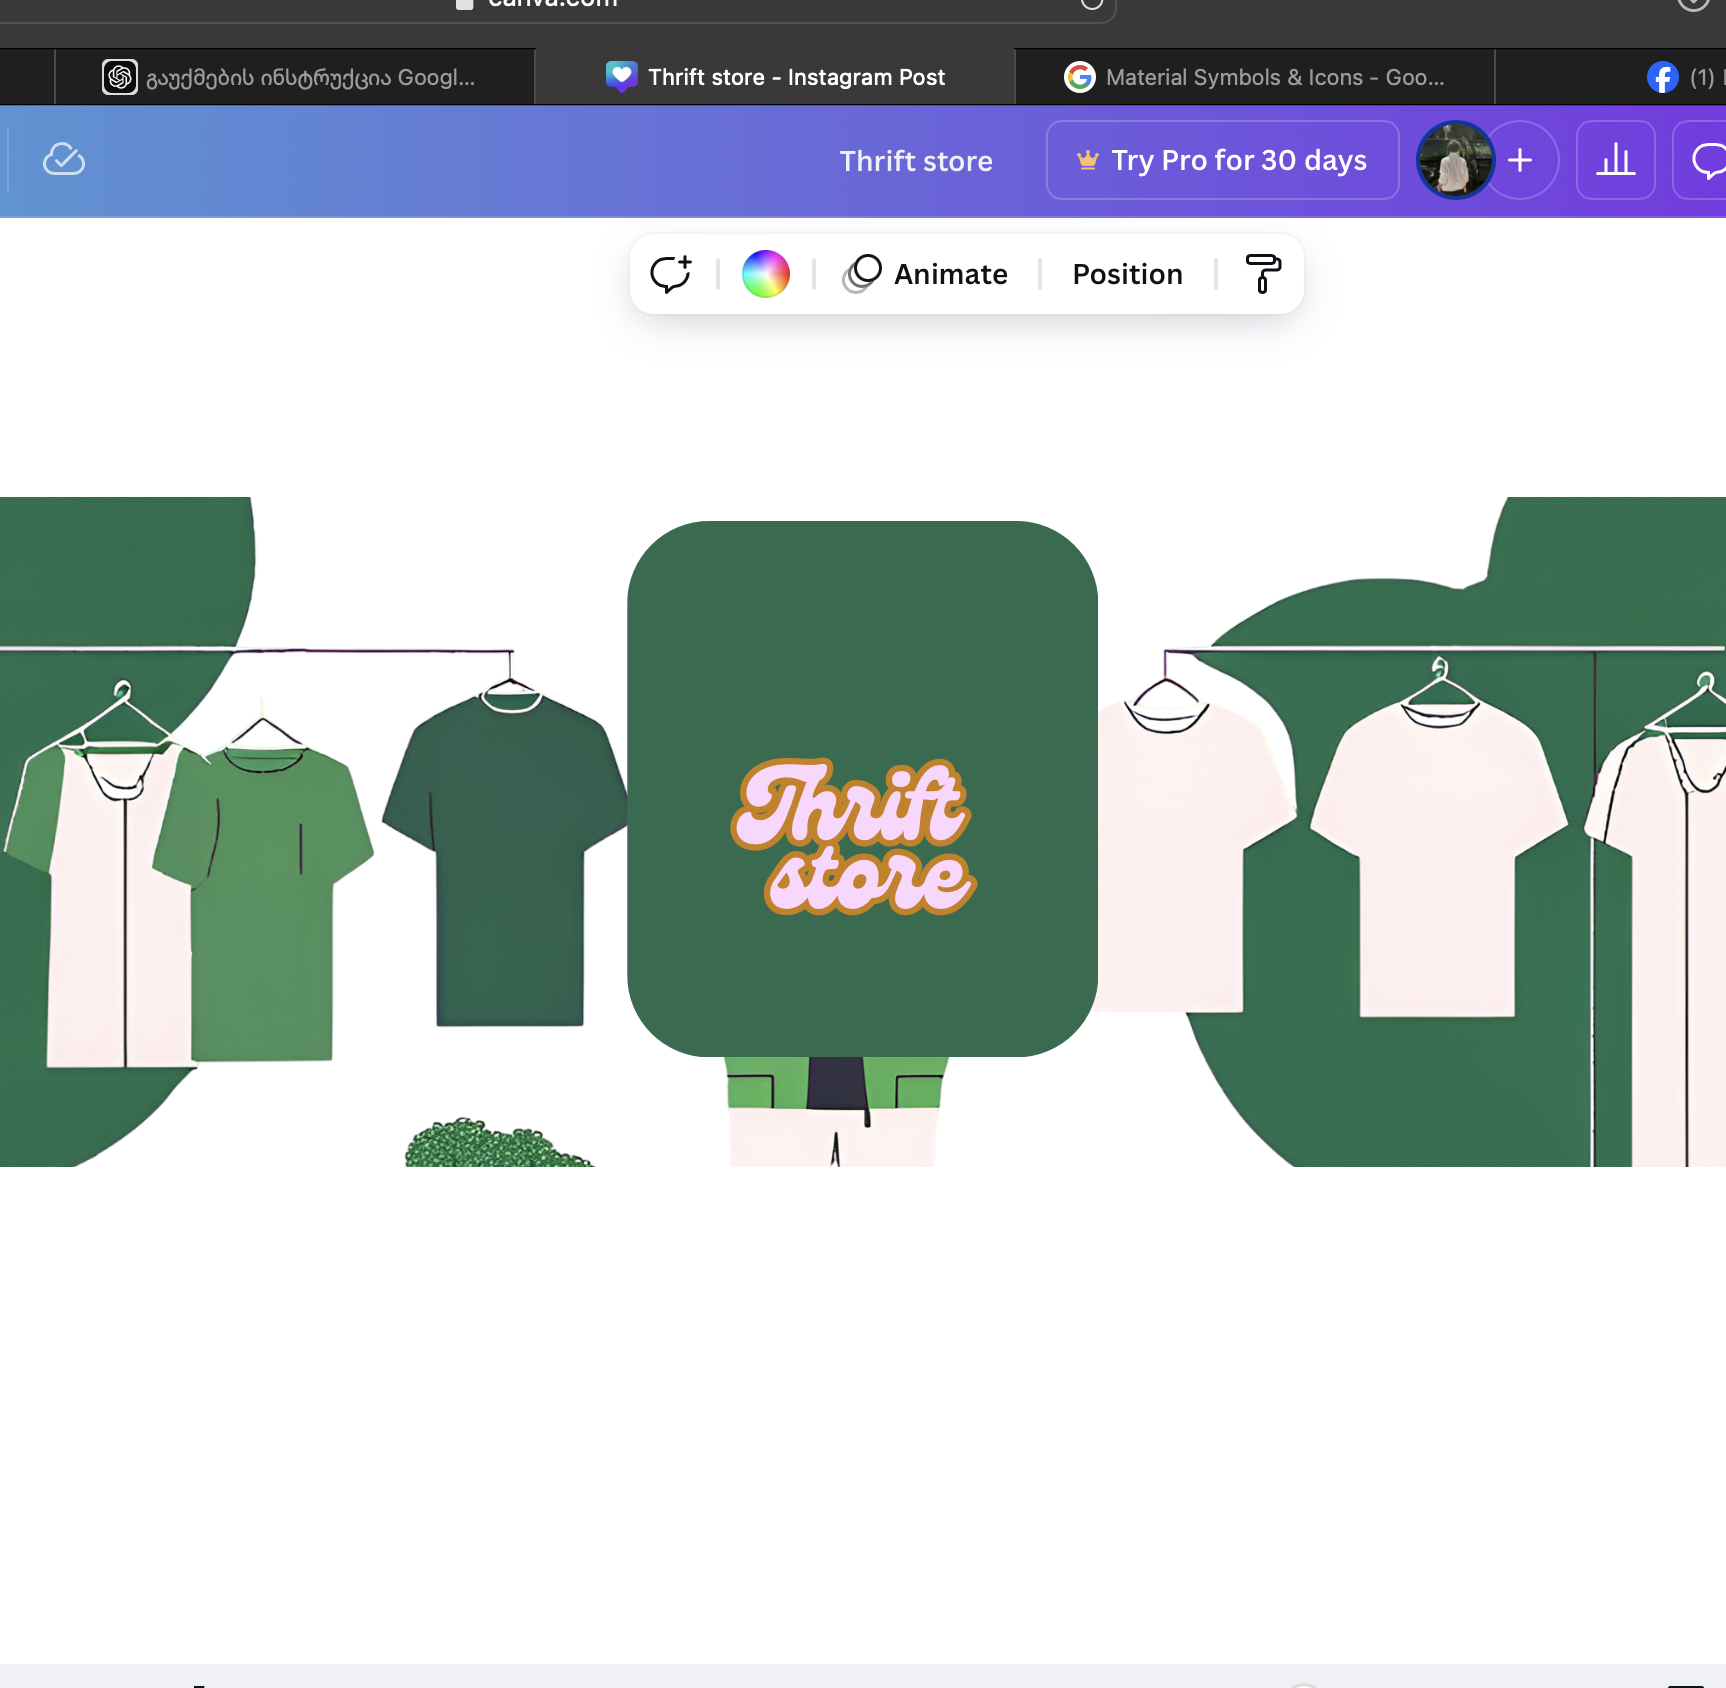 canva.com
გაუქმების ინსტრუქცია Googl...
Thrift store - Instagram Post
Material Symbols & Icons - Goo...
(1)
Thrift store
Try Pro for 30 days
Animate
Position
Thrift
store